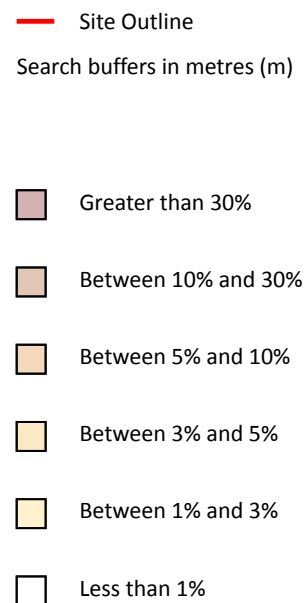 Site Outline
Search buffers in metres (m)
Greater than 30%
Between 10% and 30%
Between 5% and 10%
Between 3% and 5%
Between 1% and 3%
Less than 1%